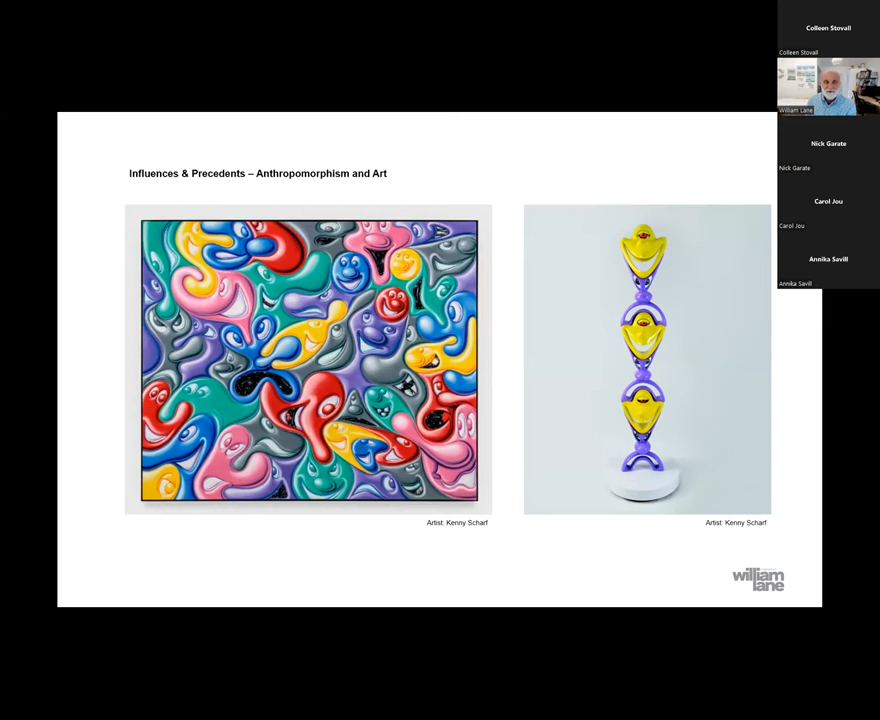 Colleen Stovall
Colleen Stovall
William Lane
Nick Garate
Nick Garate
Carol Jou
Carol Jou
Annika Savill
Annika Savill
Influences & Precedents – Anthropomorphism and Art
Artist: Kenny Scharf
Artist: Kenny Scharf
william
lane